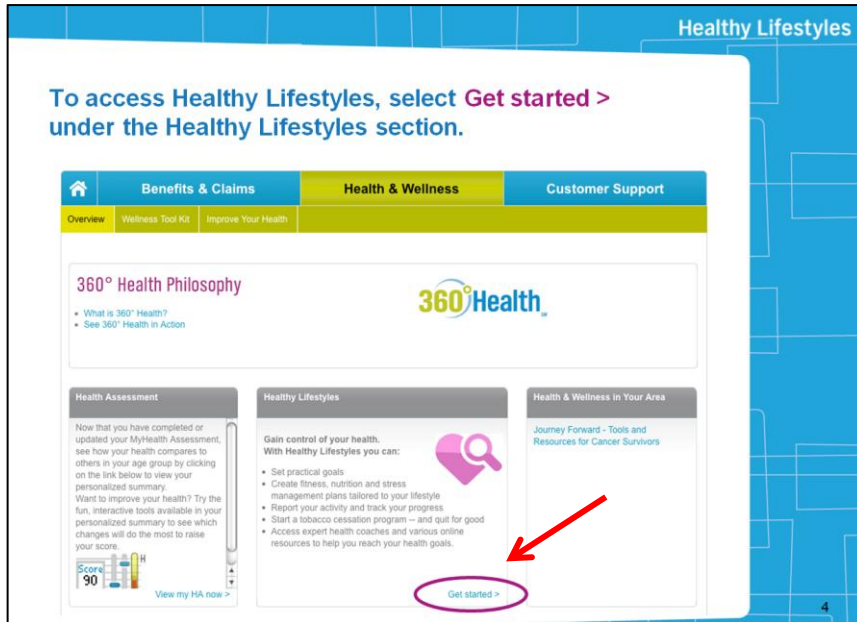 Healthy Lifestyles
To access Healthy Lifestyles, select Get started >
under the Healthy Lifestyles section.
Benefits & Claims
Health & Wellness
Customer Support
Overview
Wellness Tool Kit
Improve Your Health
360° Health Philosophy
• What is 360° Health?
• See 360° Health in Action
360°Health
Health Assessment
Now that you have completed or
updated your MyHealth Assessment,
see how your health compares to
others in your age group by clicking
on the link below to view your
personalized summary.
Want to improve your health? Try the
fun, interactive tools available in your
personalized summary to see which
changes will do the most to raise
your score.
Score
90
H
View my HA now >
Healthy Lifestyles
Gain control of your health.
With Healthy Lifestyles you can:
• Set practical goals
• Create fitness, nutrition and stress
management plans tailored to your lifestyle
• Report your activity and track your progress
• Start a tobacco cessation program -- and quit for good
• Access expert health coaches and various online
resources to help you reach your health goals.
Get started >
Health & Wellness in Your Area
Journey Forward - Tools and
Resources for Cancer Survivors
4